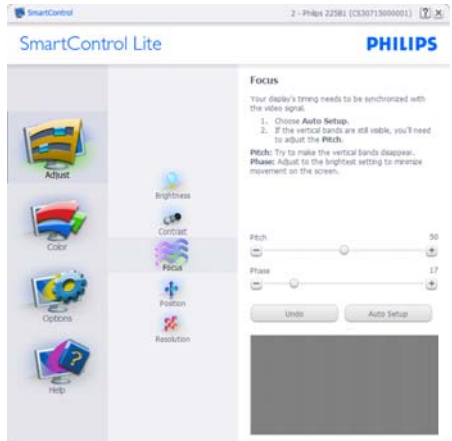 SmartControl
2 - Philips 225B1 (CS30715000001)
SmartControl Lite
PHILIPS
Adjust
Color
Options
Help
Brightness
Contrast
Focus
Position
Resolution
Focus
Your display's timing needs to be synchronized with
the video signal.
1. Choose Auto Setup.
2. If the vertical bands are still visible, you'll need
to adjust the Pitch.
Pitch: Try to make the vertical bands disappear.
Phase: Adjust to the brightest setting to minimize
movement on the screen.
Pitch 50
Phase 17
Undo
Auto Setup